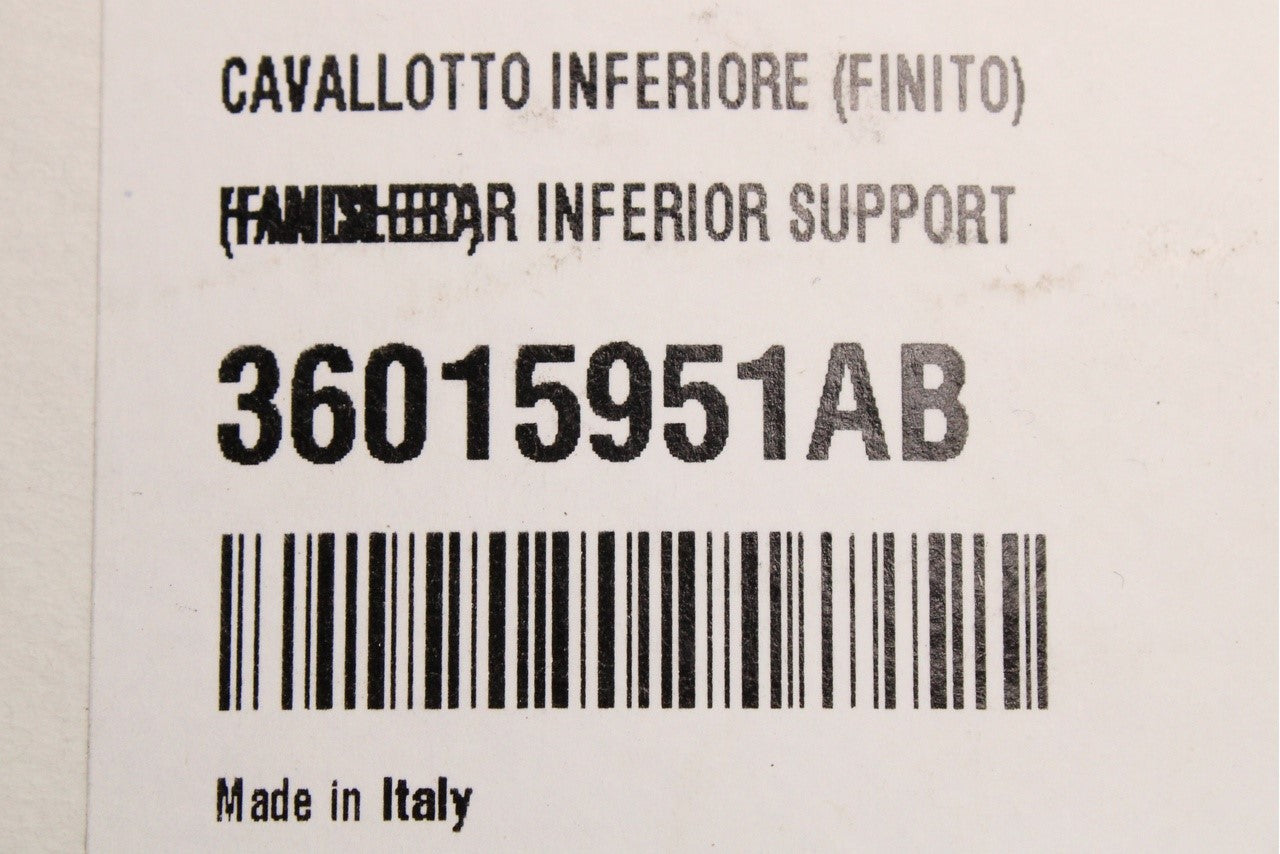 CAVALLOTTO INFERIORE (FINITO)
INFERIOR SUPPORT
36015951AB
Made in Italy